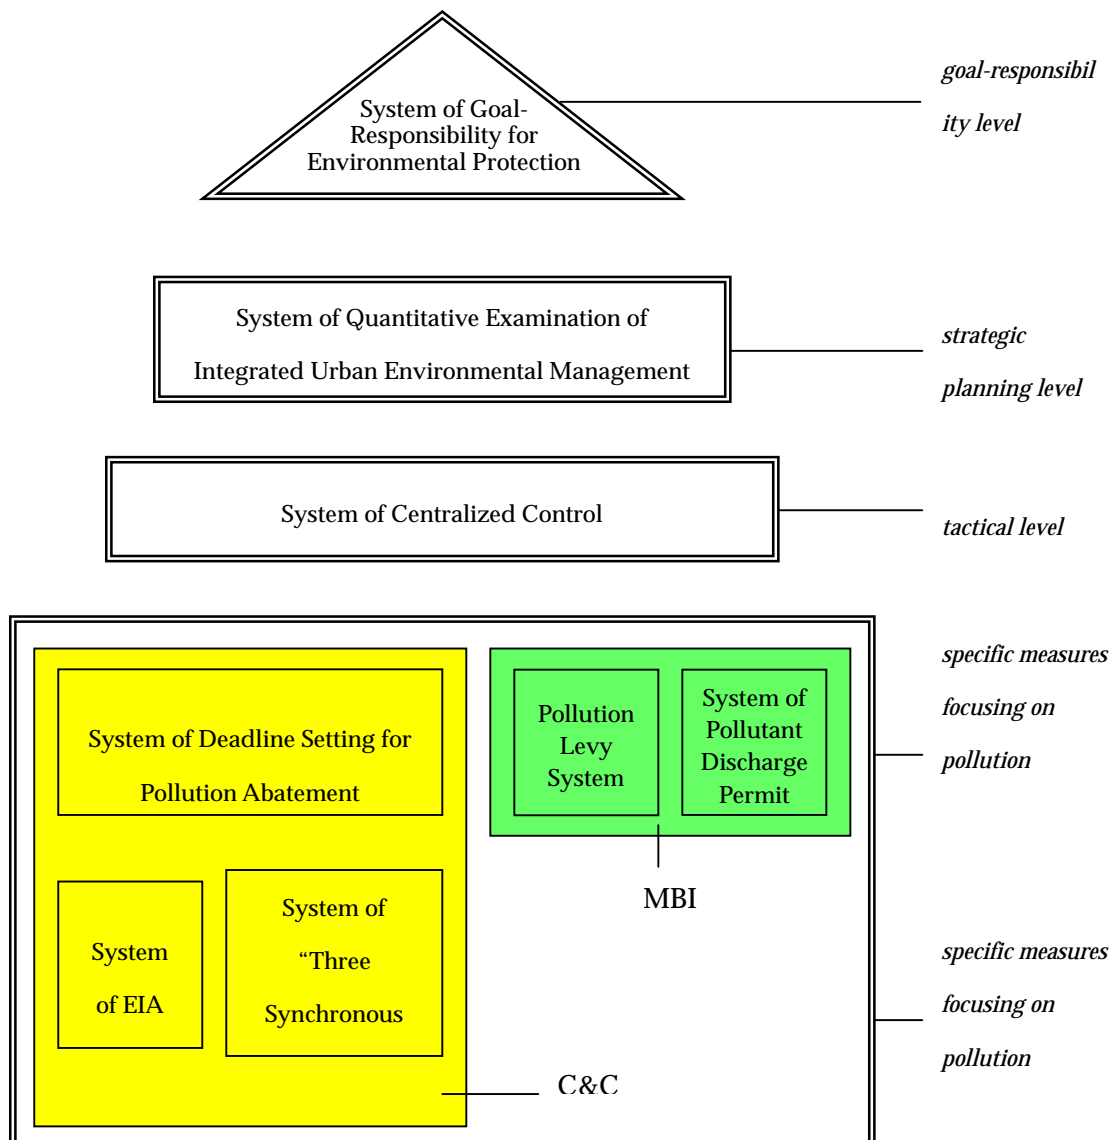 System of Goal-
Responsibility for
Environmental Protection
goal-responsibil
ity level
System of Quantitative Examination of
Integrated Urban Environmental Management
strategic
planning level
System of Centralized Control
tactical level
System of Deadline Setting for
Pollution Abatement
Pollution
Levy
System
System of
Pollutant
Discharge
Permit
specific measures
focusing on
pollution
MBI
System
of EIA
System of
“Three
Synchronous
specific measures
focusing on
pollution
C&C